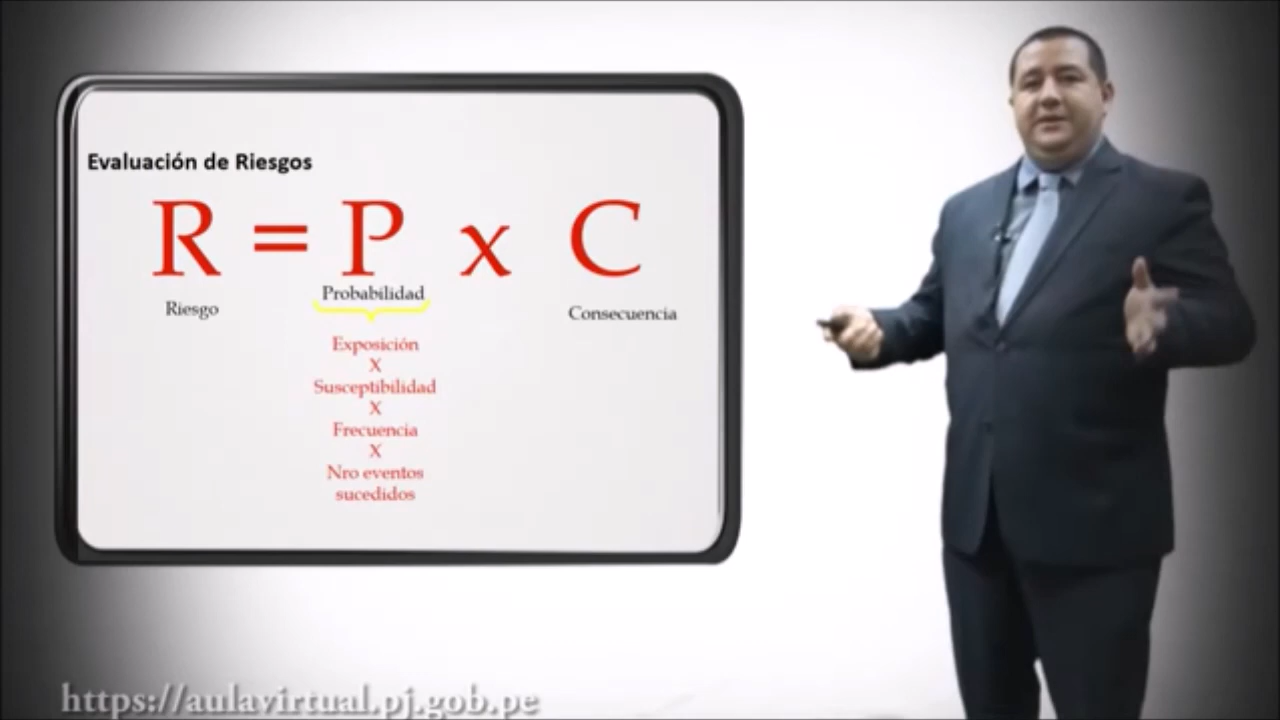 Evaluación de Riesgos
R = P x C
Riesgo
Probabilidad
Consecuencia
Exposición
X
Susceptibilidad
X
Frecuencia
X
Nro eventos
sucedidos
https://aulavirtual.pj.gob.pe